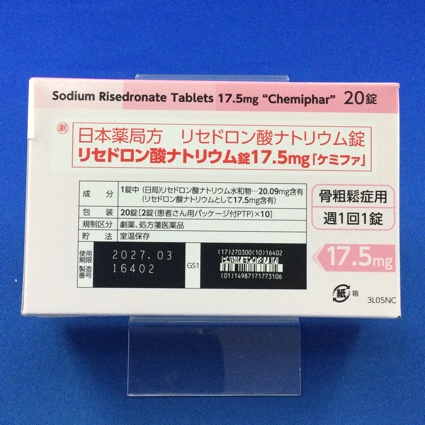 Sodium Risedronate Tablets 17.5mg "Chemiphar" 20錠
劇
日本薬局方 リセドロン酸ナトリウム錠
リセドロン酸ナトリウム錠17.5mg「ケミファ」
成分 1錠中 (日局)リセドロン酸ナトリウム水和物…20.09mg含有
(リセドロン酸ナトリウムとして17.5mg含有)
包装 20錠[2錠(患者さん用パッケージ付PTP)×10]
規制区分 劇薬、処方箋医薬品
貯法 室温保存
骨粗鬆症用
週1回1錠
17.5mg
使用期限 2027.03
製造番号 16402
GS1
(17)270300(10)16402
(01)14987171773106
紙 箱
3L05NC